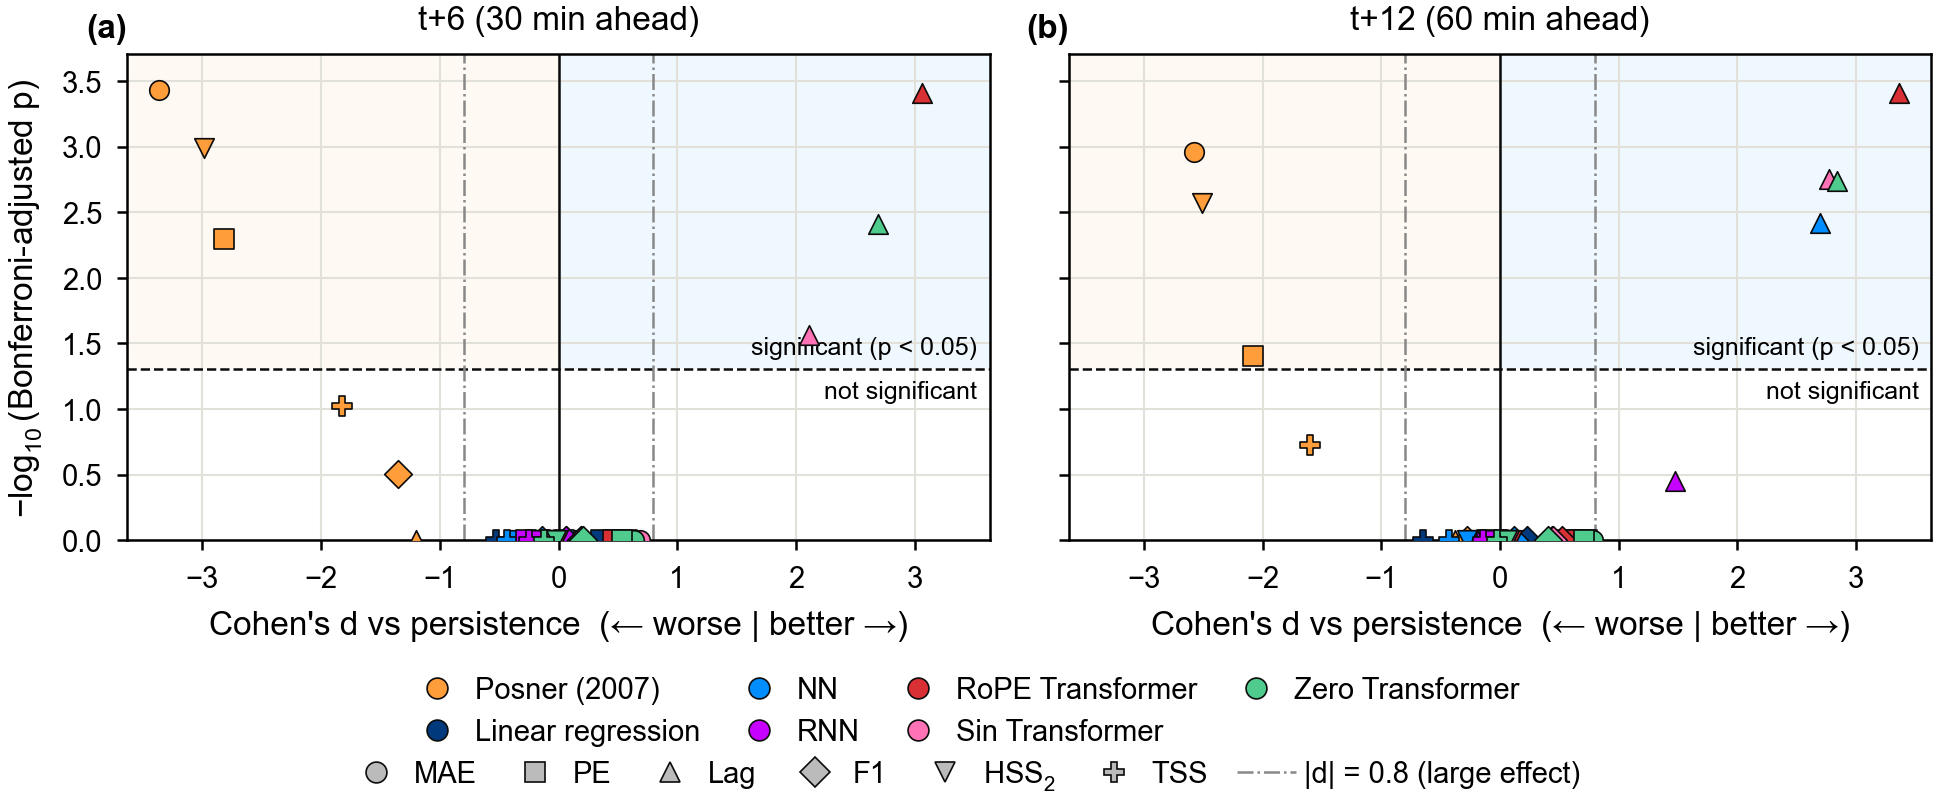 (a)
t+6 (30 min ahead)
(b)
t+12 (60 min ahead)
−log10 (Bonferroni-adjusted p)
3.5
3.0
2.5
2.0
1.5
1.0
0.5
0.0
significant (p < 0.05)
not significant
significant (p < 0.05)
not significant
−3 −2 −1 0 1 2 3
−3 −2 −1 0 1 2 3
Cohen's d vs persistence (← worse | better →)
Cohen's d vs persistence (← worse | better →)
Posner (2007) NN RoPE Transformer Zero Transformer
Linear regression RNN Sin Transformer
MAE PE Lag F1 HSS2 TSS |d| = 0.8 (large effect)